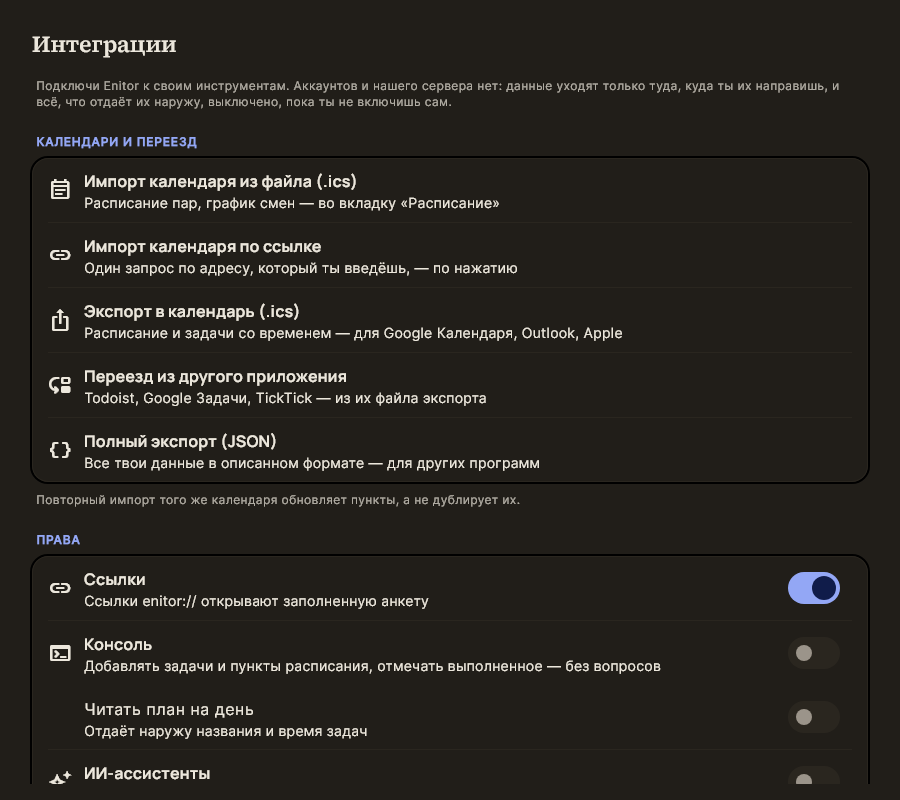 Интеграции
Подключи Enitor к своим инструментам. Аккаунтов и нашего сервера нет: данные уходят только туда, куда ты их направишь, и
всё, что отдаёт их наружу, выключено, пока ты не включишь сам.
КАЛЕНДАРИ И ПЕРЕЕЗД
Импорт календаря из файла (.ics)
Расписание пар, график смен — во вкладку «Расписание»
Импорт календаря по ссылке
Один запрос по адресу, который ты введёшь, — по нажатию
Экспорт в календарь (.ics)
Расписание и задачи со временем — для Google Календаря, Outlook, Apple
Переезд из другого приложения
Todoist, Google Задачи, TickTick — из их файла экспорта
Полный экспорт (JSON)
Все твои данные в описанном формате — для других программ
Повторный импорт того же календаря обновляет пункты, а не дублирует их.
ПРАВА
Ссылки
Ссылки enitor:// открывают заполненную анкету
Консоль
Добавлять задачи и пункты расписания, отмечать выполненное — без вопросов
Читать план на день
Отдаёт наружу названия и время задач
ИИ-ассистенты